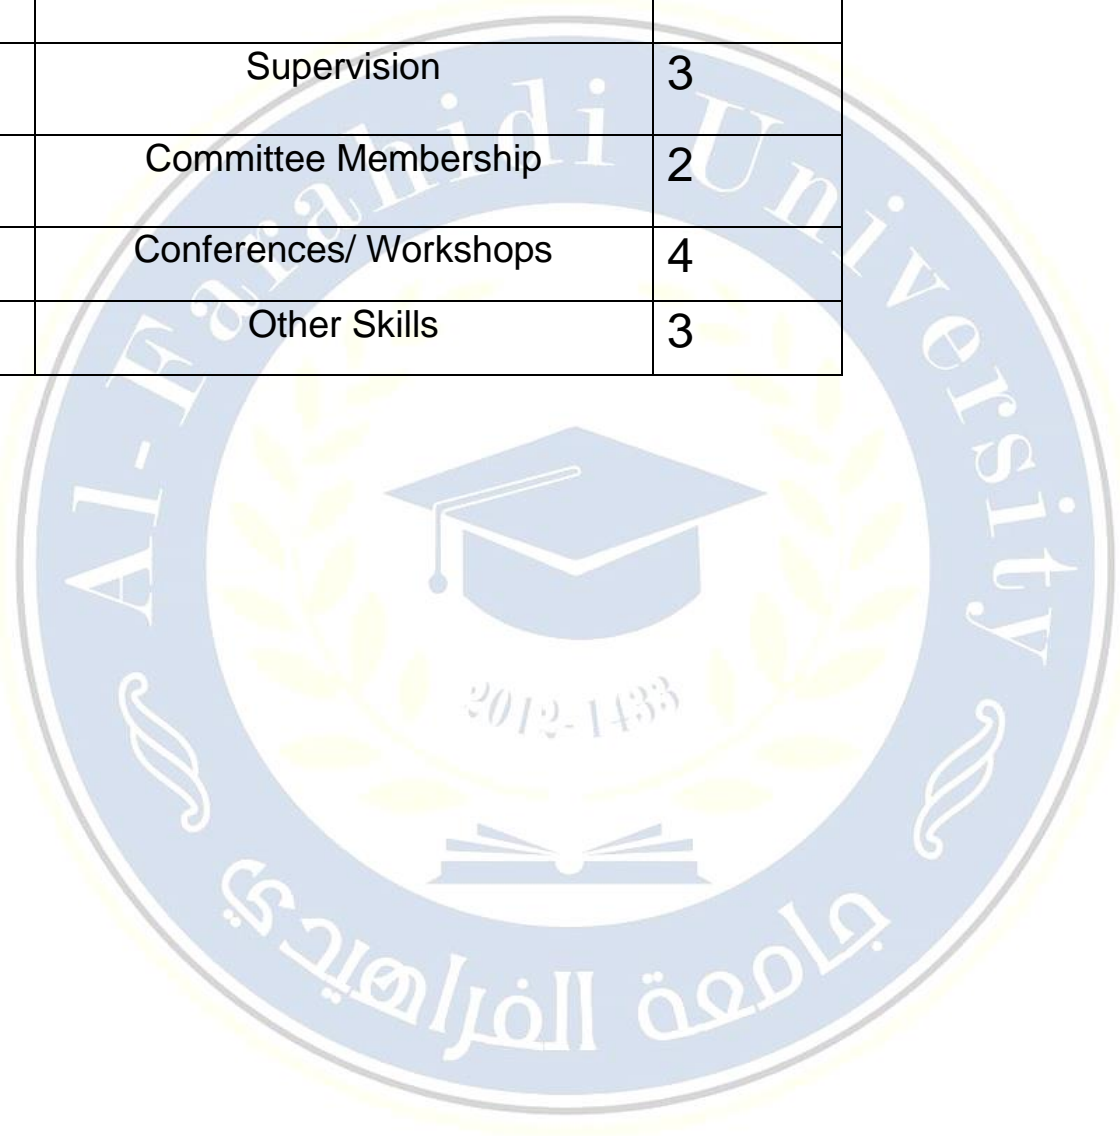 Supervision 3
Committee Membership 2
Conferences/ Workshops 4
Other Skills 3
Al-Farahidi University
2012-1433
جامعة الفراهيدي